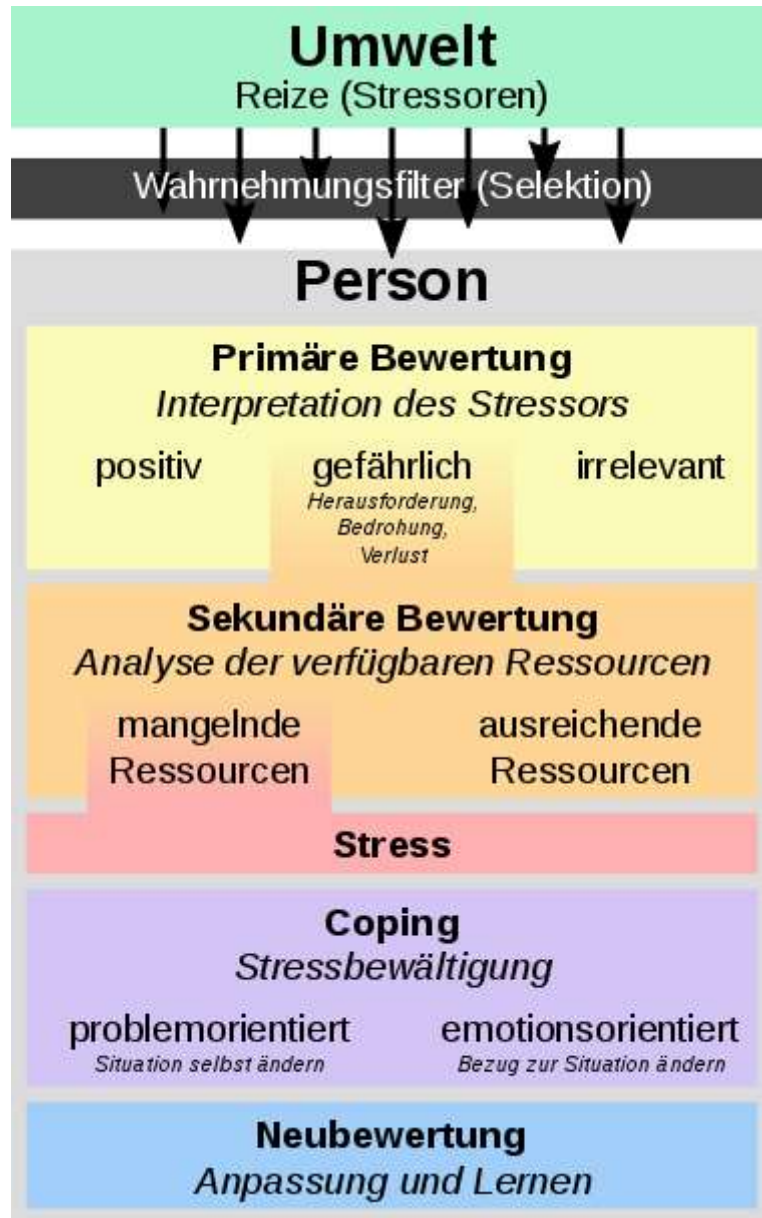 Umwelt
Reize (Stressoren)
Wahrnehmungsfilter (Selektion)
Person
Primäre Bewertung
Interpretation des Stressors
positiv gefährlich irrelevant
Herausforderung,
Bedrohung,
Verlust
Sekundäre Bewertung
Analyse der verfügbaren Ressourcen
mangelnde ausreichende
Ressourcen Ressourcen
Stress
Coping
Stressbewältigung
problemorientiert emotionsorientiert
Situation selbst ändern Bezug zur Situation ändern
Neubewertung
Anpassung und Lernen